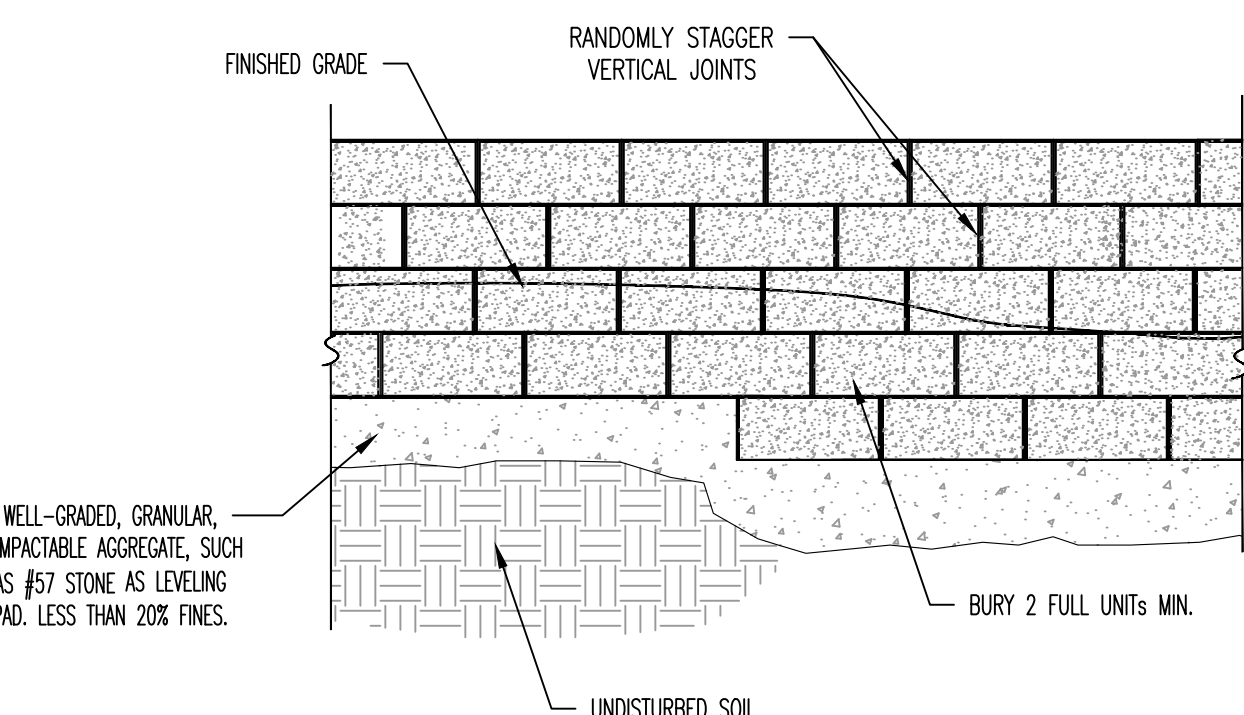 RANDOMLY STAGGER
VERTICAL JOINTS
FINISHED GRADE
WELL-GRADED, GRANULAR,
MPACTABLE AGGREGATE, SUCH
AS #57 STONE AS LEVELING
PAD. LESS THAN 20% FINES.
BURY 2 FULL UNITs MIN.
UNDISTURBED SOIL